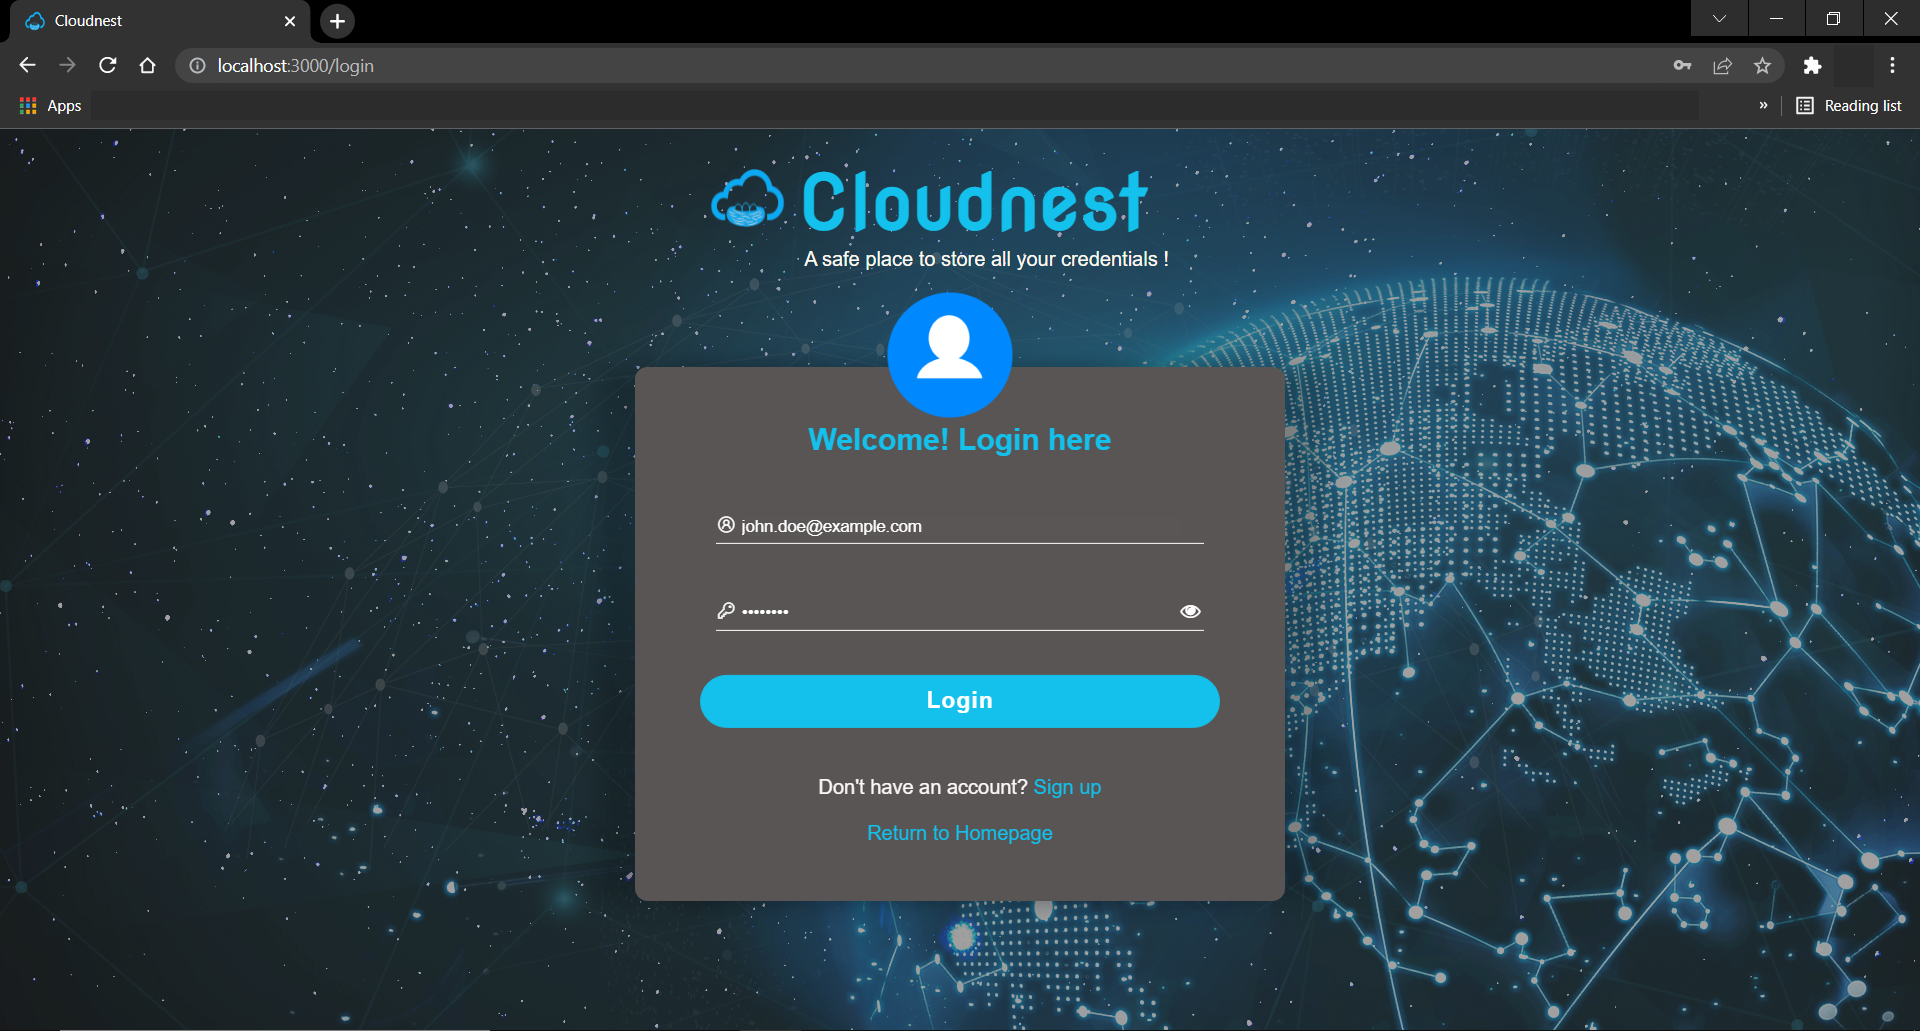 Cloudnest
localhost:3000/login
Apps
»
Reading list
Cloudnest
A safe place to store all your credentials !
Welcome! Login here
john.doe@example.com
••••••••
Login
Don't have an account? Sign up
Return to Homepage